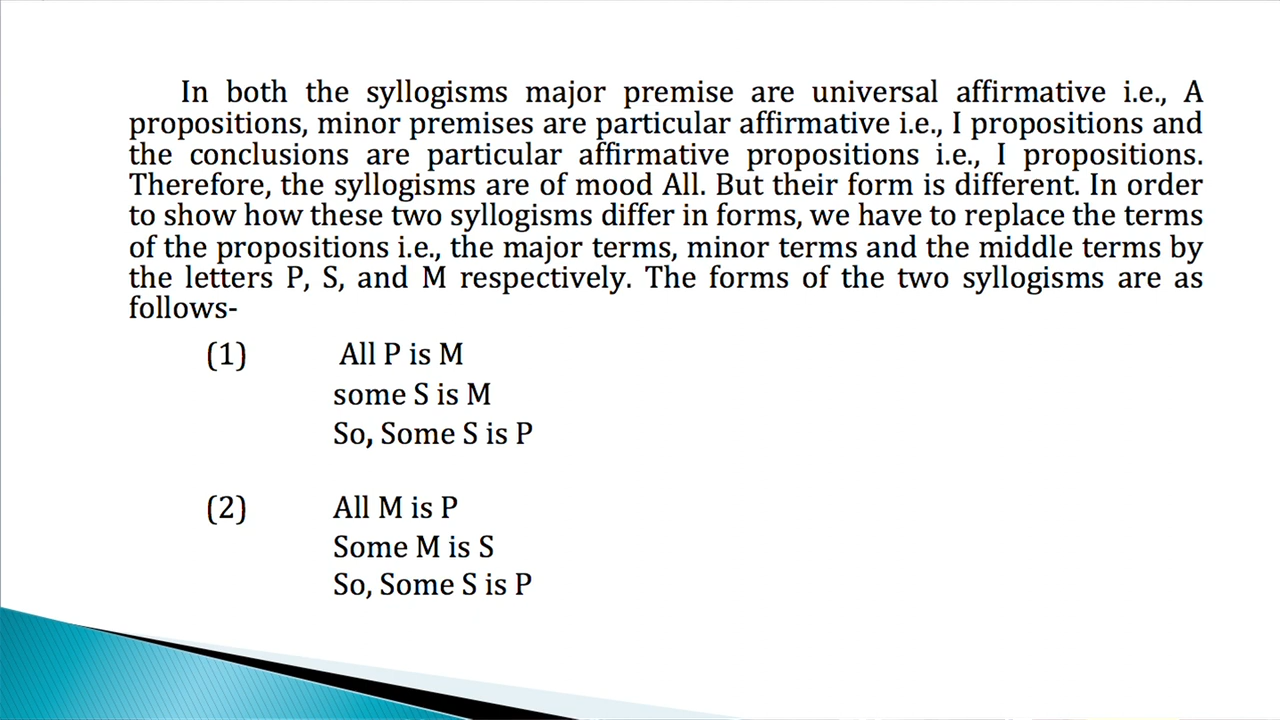 In both the syllogisms major premise are universal affirmative i.e., A
propositions, minor premises are particular affirmative i.e., I propositions and
the conclusions are particular affirmative propositions i.e., I propositions.
Therefore, the syllogisms are of mood All. But their form is different. In order
to show how these two syllogisms differ in forms, we have to replace the terms
of the propositions i.e., the major terms, minor terms and the middle terms by
the letters P, S, and M respectively. The forms of the two syllogisms are as
follows-
(1) All P is M
some S is M
So, Some S is P
(2) All M is P
Some M is S
So, Some S is P